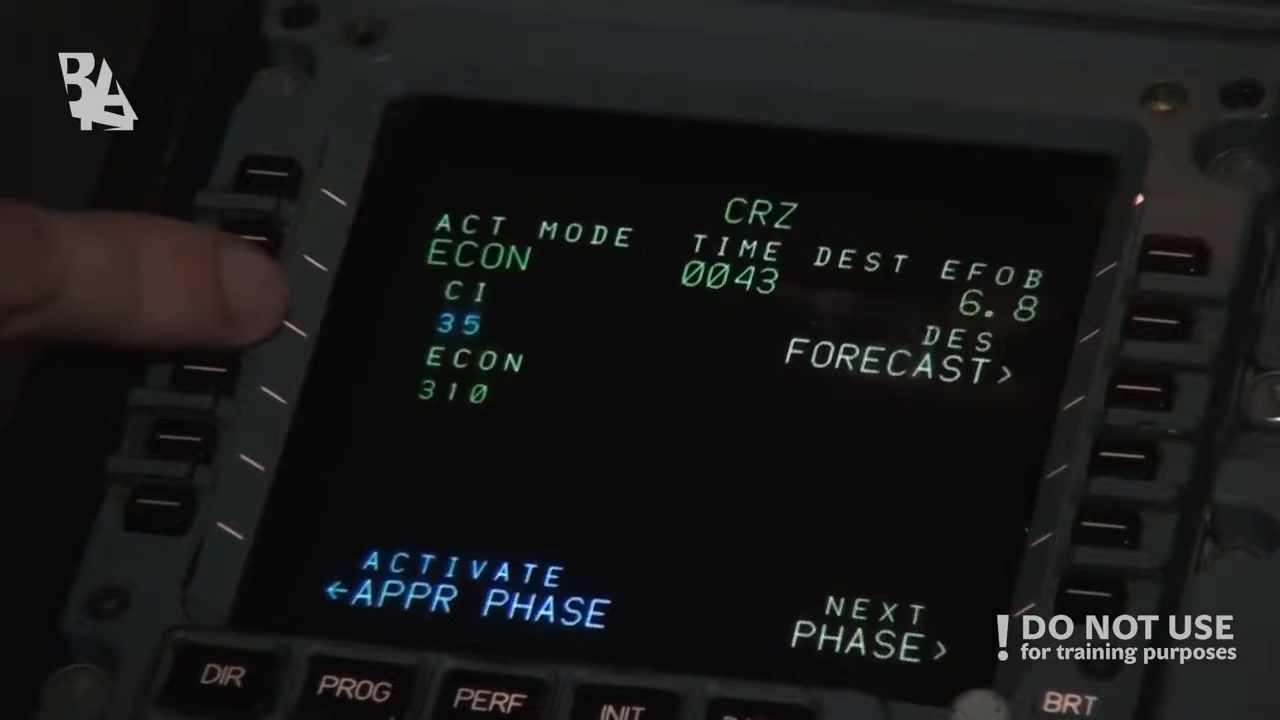 BAA
CRZ
ACT MODE TIME DEST EFOB
ECON 0043 6.8
CI DES
35 FORECAST>
ECON
310
ACTIVATE NEXT
←APPR PHASE PHASE>
! DO NOT USE
for training purposes
DIR PROG PERF INIT BRT